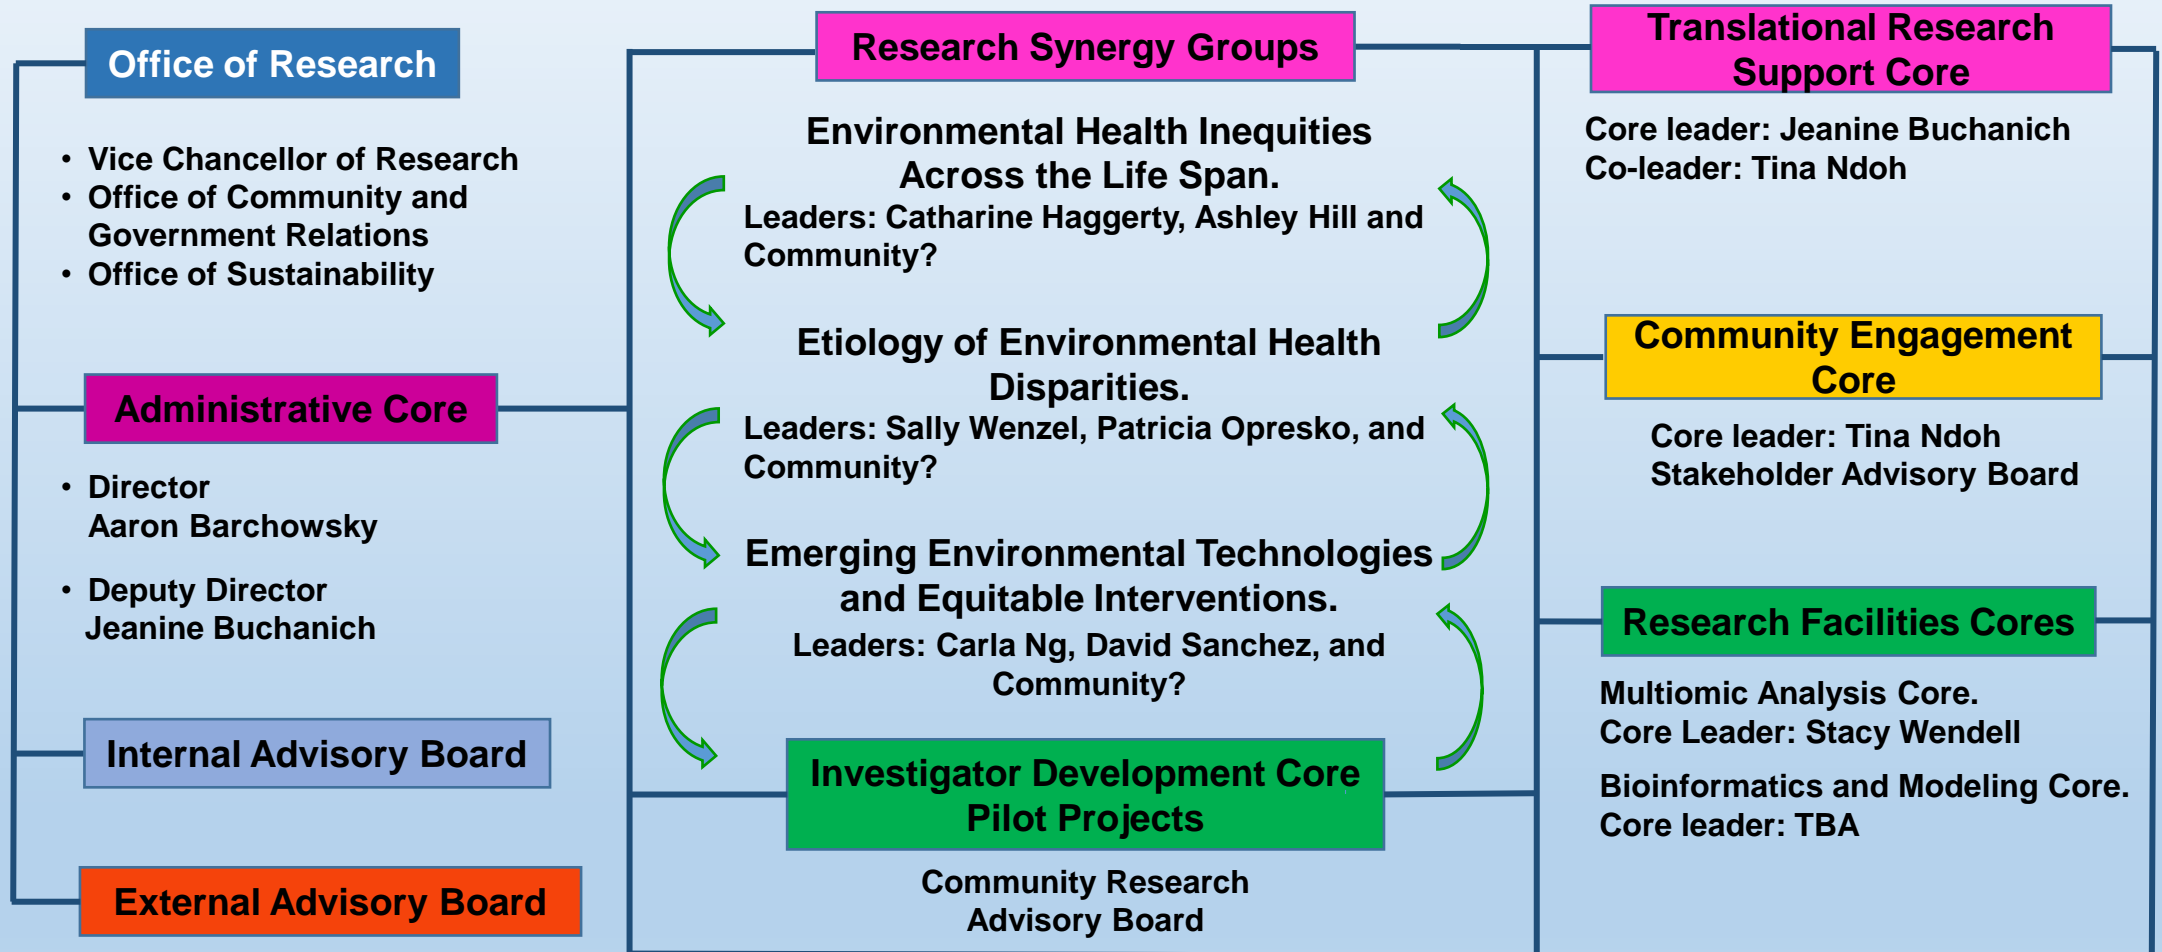 Office of Research
• Vice Chancellor of Research
• Office of Community and
Government Relations
• Office of Sustainability
Administrative Core
• Director
Aaron Barchowsky
• Deputy Director
Jeanine Buchanich
Internal Advisory Board
External Advisory Board
Research Synergy Groups
Environmental Health Inequities
Across the Life Span.
Leaders: Catharine Haggerty, Ashley Hill and
Community?
Etiology of Environmental Health
Disparities.
Leaders: Sally Wenzel, Patricia Opresko, and
Community?
Emerging Environmental Technologies
and Equitable Interventions.
Leaders: Carla Ng, David Sanchez, and
Community?
Investigator Development Core
Pilot Projects
Community Research
Advisory Board
Translational Research
Support Core
Core leader: Jeanine Buchanich
Co-leader: Tina Ndoh
Community Engagement
Core
Core leader: Tina Ndoh
Stakeholder Advisory Board
Research Facilities Cores
Multiomic Analysis Core.
Core Leader: Stacy Wendell
Bioinformatics and Modeling Core.
Core leader: TBA